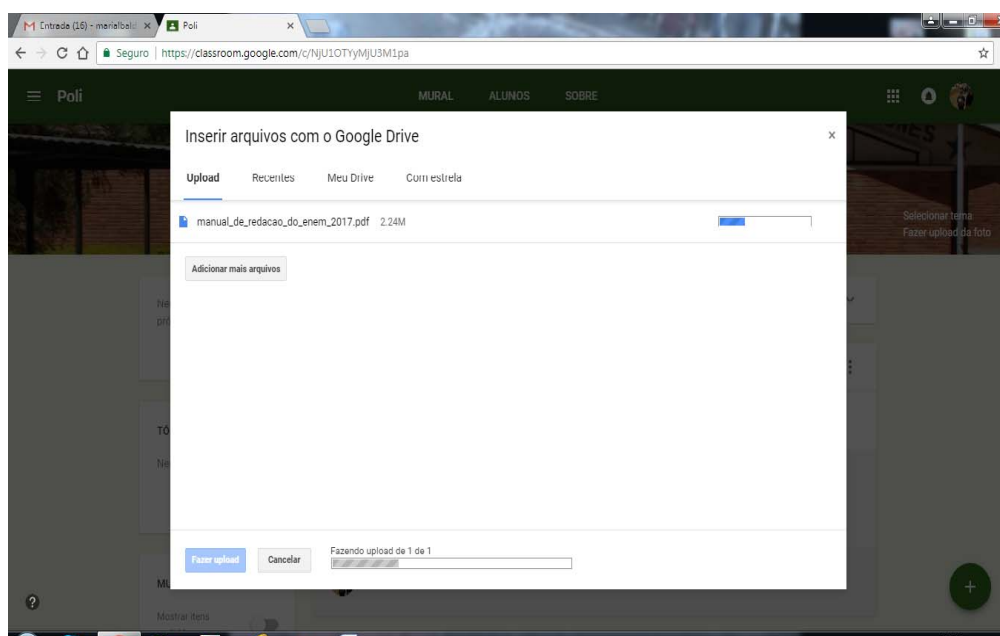 Entrada (16) - marialbald
Poli
Seguro | https://classroom.google.com/c/NjU1OTYyMjU3M1pa
Poli
MURAL ALUNOS SOBRE
Inserir arquivos com o Google Drive
Upload Recentes Meu Drive Com estrela
manual_de_redacao_do_enem_2017.pdf 2.24M
Selecionar tema
Fazer upload da foto
Adicionar mais arquivos
Fazer upload Cancelar
Fazendo upload de 1 de 1
Mostrar itens